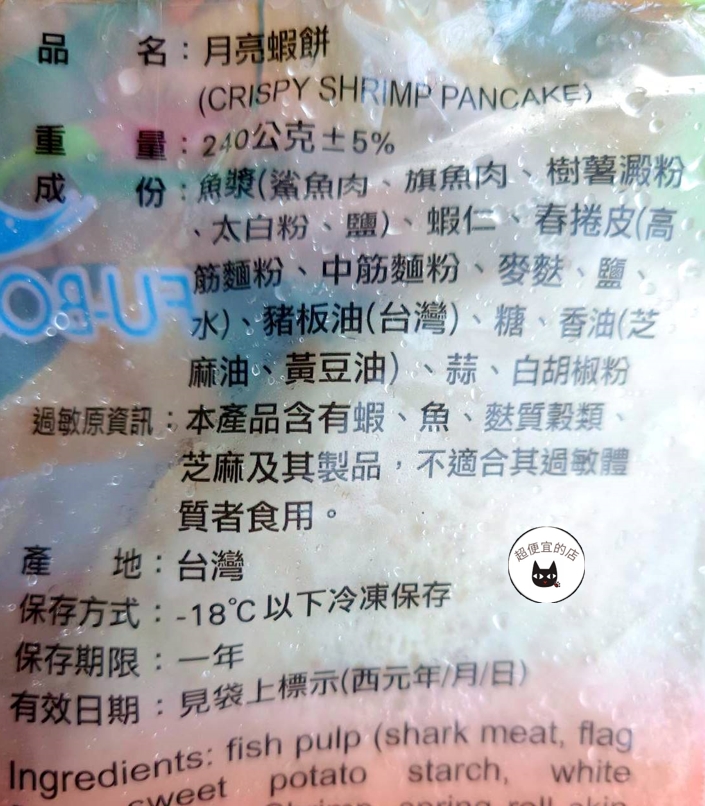 品 名：月亮蝦餅
(CRISPY SHRIMP PANCAKE)
重 量：240公克±5%
成 份：魚漿(鯊魚肉、旗魚肉、樹薯澱粉
、太白粉、鹽)、蝦仁、春捲皮(高
筋麵粉、中筋麵粉、麥麩、鹽、
水)、豬板油(台灣)、糖、香油(芝
麻油、黃豆油)、蒜、白胡椒粉
過敏原資訊：本產品含有蝦、魚、麩質穀類、
芝麻及其製品，不適合其過敏體
質者食用。
產 地：台灣
保存方式：-18°C以下冷凍保存
保存期限：一年
有效日期：見袋上標示(西元年/月/日)
Ingredients: fish pulp (shark meat, flag
sweet potato starch, white
Shrimp, spring roll skin
FU-BO
超便宜的店